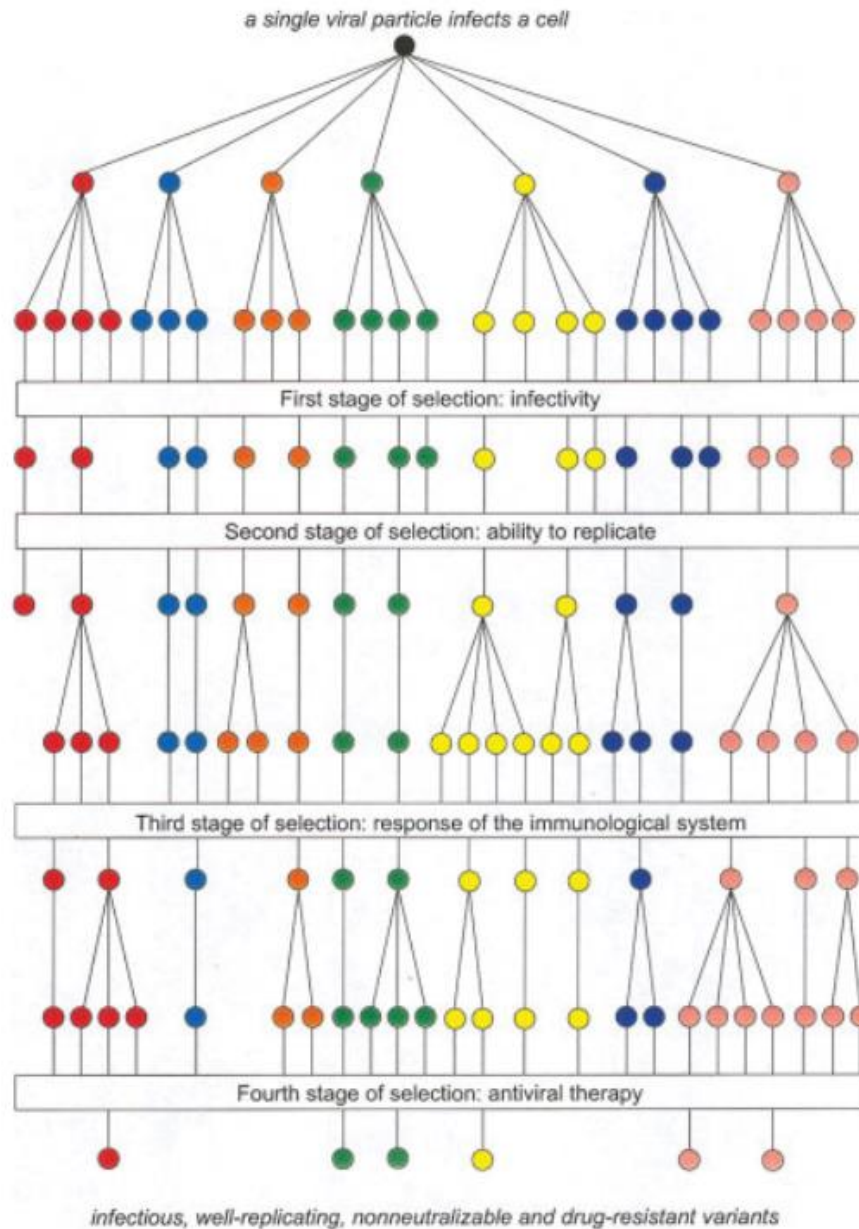 a single viral particle infects a cell
First stage of selection: infectivity
Second stage of selection: ability to replicate
Third stage of selection: response of the immunological system
Fourth stage of selection: antiviral therapy
infectious, well-replicating, nonneutralizable and drug-resistant variants